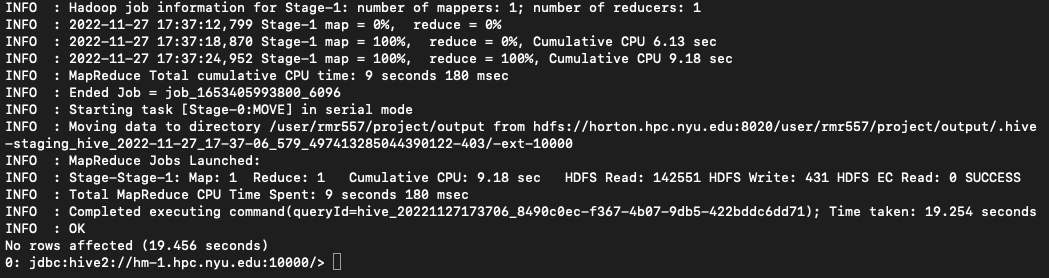 INFO  : Hadoop job information for Stage-1: number of mappers: 1; number of reducers: 1
INFO  : 2022-11-27 17:37:12,799 Stage-1 map = 0%,  reduce = 0%
INFO  : 2022-11-27 17:37:18,870 Stage-1 map = 100%,  reduce = 0%, Cumulative CPU 6.13 sec
INFO  : 2022-11-27 17:37:24,952 Stage-1 map = 100%,  reduce = 100%, Cumulative CPU 9.18 sec
INFO  : MapReduce Total cumulative CPU time: 9 seconds 180 msec
INFO  : Ended Job = job_1653405993800_6096
INFO  : Starting task [Stage-0:MOVE] in serial mode
INFO  : Moving data to directory /user/rmr557/project/output from hdfs://horton.hpc.nyu.edu:8020/user/rmr557/project/output/.hive
-staging_hive_2022-11-27_17-37-06_579_497413285044390122-403/-ext-10000
INFO  : MapReduce Jobs Launched:
INFO  : Stage-Stage-1: Map: 1  Reduce: 1   Cumulative CPU: 9.18 sec   HDFS Read: 142551 HDFS Write: 431 HDFS EC Read: 0 SUCCESS
INFO  : Total MapReduce CPU Time Spent: 9 seconds 180 msec
INFO  : Completed executing command(queryId=hive_20221127173706_8490c0ec-f367-4b07-9db5-422bddc6dd71); Time taken: 19.254 seconds
INFO  : OK
No rows affected (19.456 seconds)
0: jdbc:hive2://hm-1.hpc.nyu.edu:10000/>